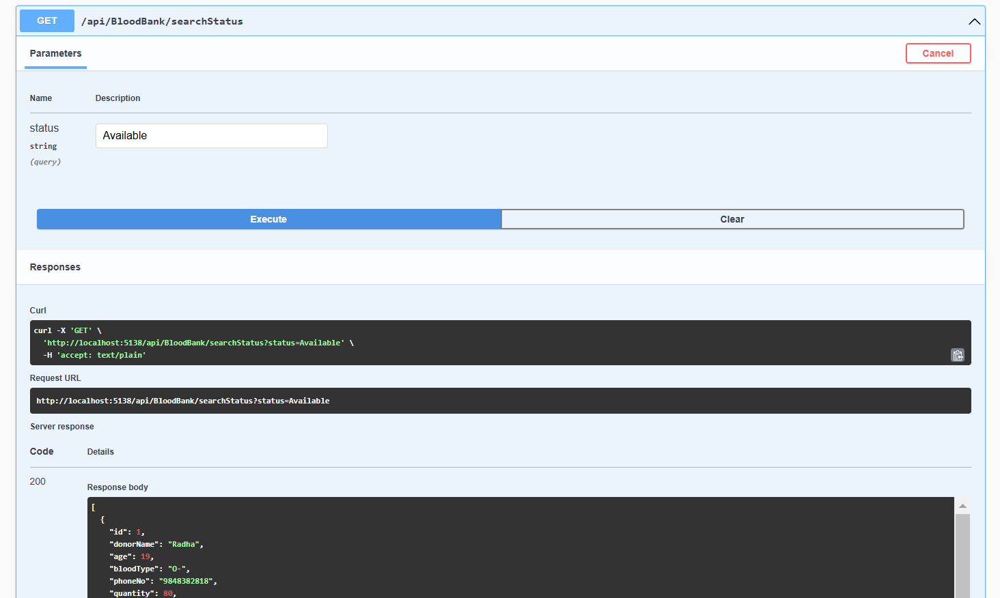 GET /api/BloodBank/searchStatus
Parameters
Cancel
Name Description
status
string
(query)
Available
Execute
Clear
Responses
Curl
curl -X 'GET' \
'http://localhost:5138/api/BloodBank/searchStatus?status=Available' \
-H 'accept: text/plain'
Request URL
http://localhost:5138/api/BloodBank/searchStatus?status=Available
Server response
Code Details
200
Response body
[
{
"id": 1,
"donorName": "Radha",
"age": 19,
"bloodType": "O-",
"phoneNo": "9848382818",
"quantity": 80,